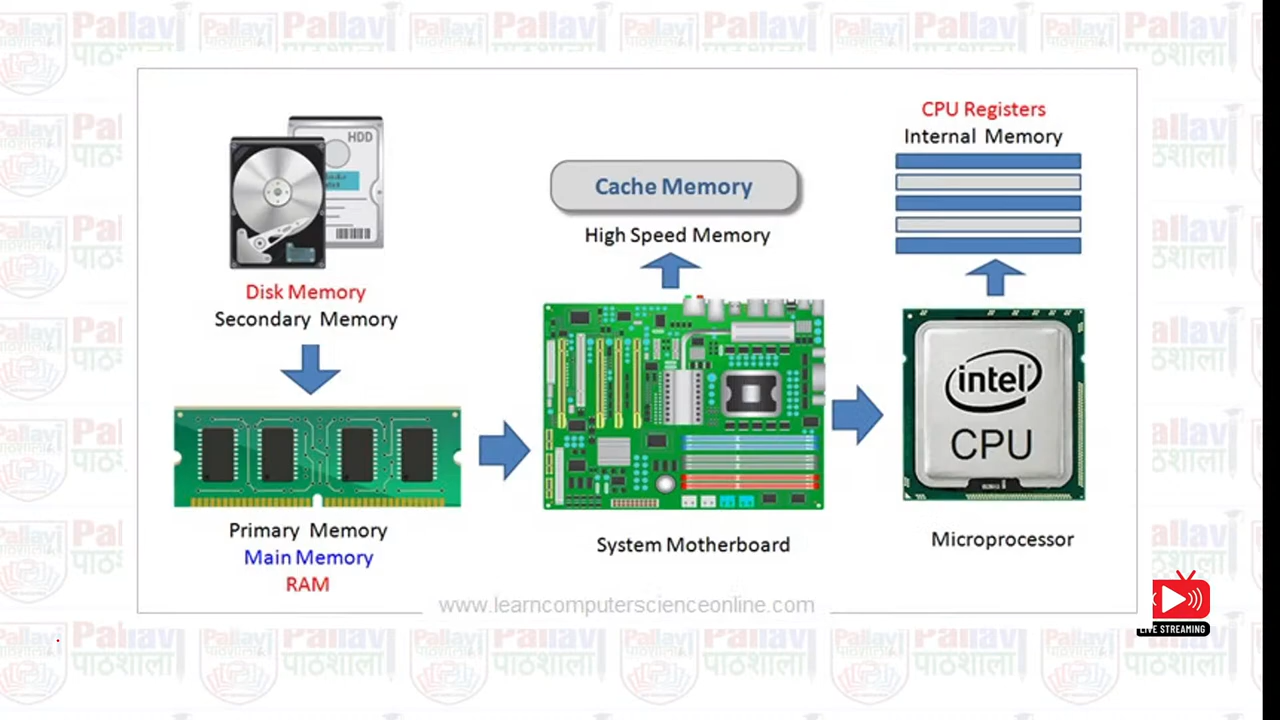 HDD
Disk Memory
Secondary Memory
Primary Memory
Main Memory
RAM
Cache Memory
High Speed Memory
System Motherboard
CPU Registers
Internal Memory
intel
CPU
Microprocessor
www.learncomputerscienceonline.com
LIVE STREAMING
Pallavi
पाठशाला